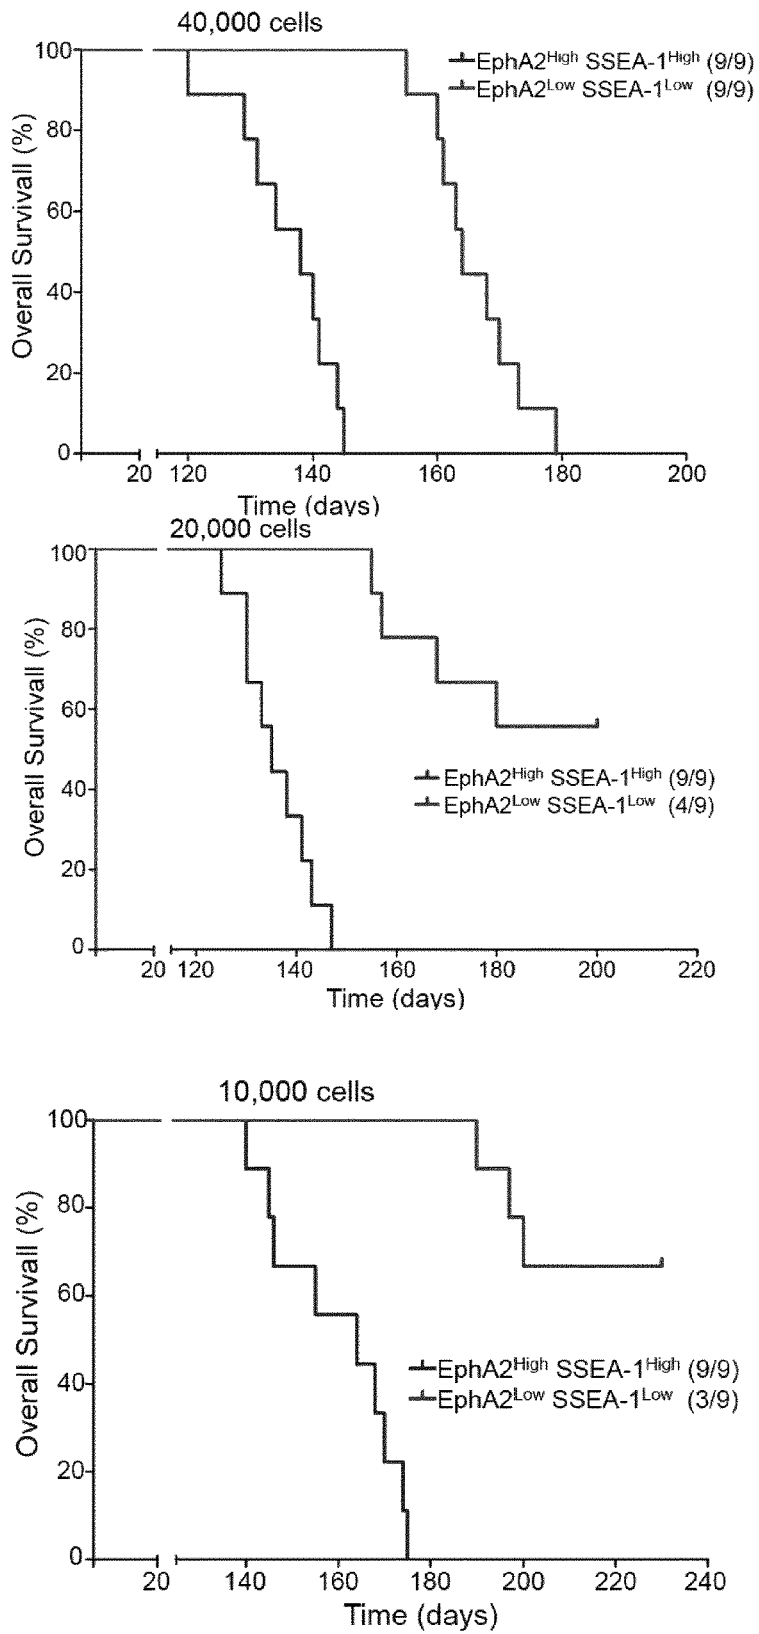 40,000 cells
EphA2High SSEA-1High (9/9)
EphA2Low SSEA-1Low (9/9)
Overall Survivall (%)
100
80
60
40
20
0
20 120 140 160 180 200
Time (days)
20,000 cells
Overall Survivall (%)
100
80
60
40
20
0
EphA2High SSEA-1High (9/9)
EphA2Low SSEA-1Low (4/9)
20 120 140 160 180 200 220
Time (days)
10,000 cells
Overall Survivall (%)
100
80
60
40
20
0
EphA2High SSEA-1High (9/9)
EphA2Low SSEA-1Low (3/9)
20 140 160 180 200 220 240
Time (days)